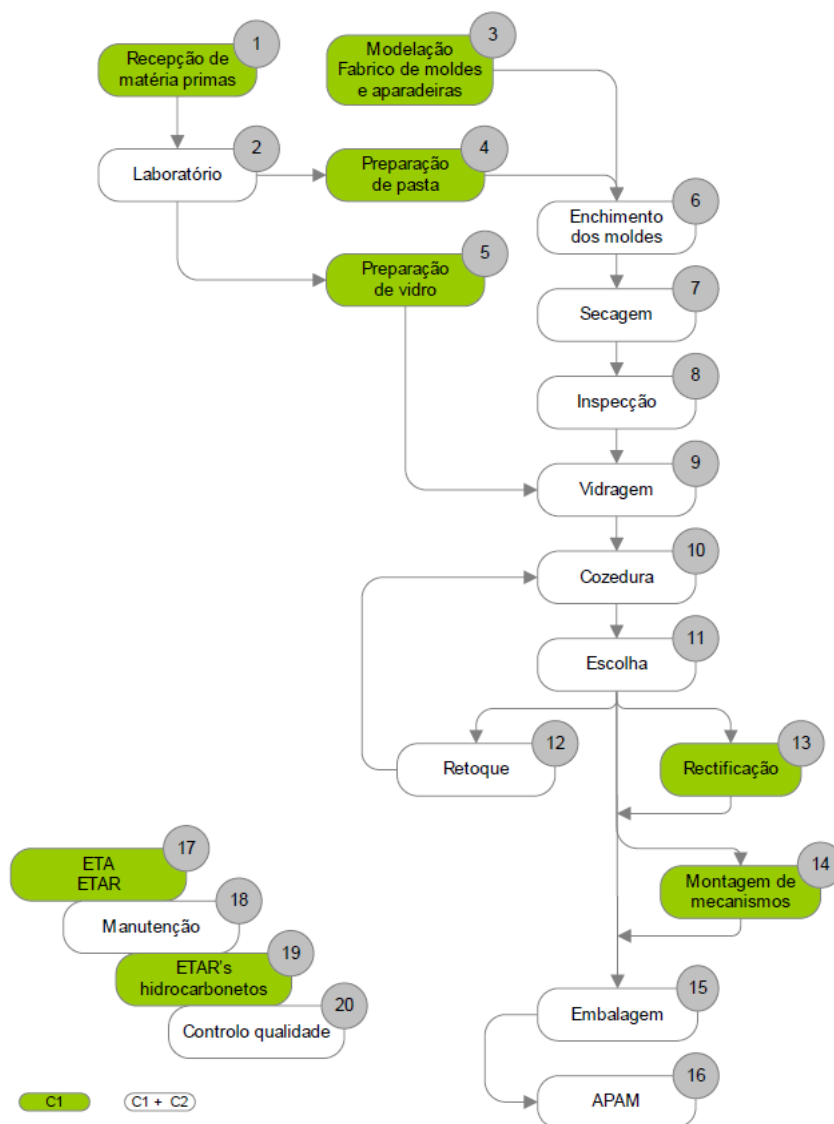 1
Recepção de
matéria primas
3
Modelação
Fabrico de moldes
e aparadeiras
2
Laboratório
4
Preparação
de pasta
6
Enchimento
dos moldes
5
Preparação
de vidro
7
Secagem
8
Inspecção
9
Vidragem
10
Cozedura
11
Escolha
12
Retoque
13
Rectificação
14
Montagem de
mecanismos
17
ETA
ETAR
18
Manutenção
19
ETAR's
hidrocarbonetos
20
Controlo qualidade
15
Embalagem
16
APAM
C1
C1 + C2